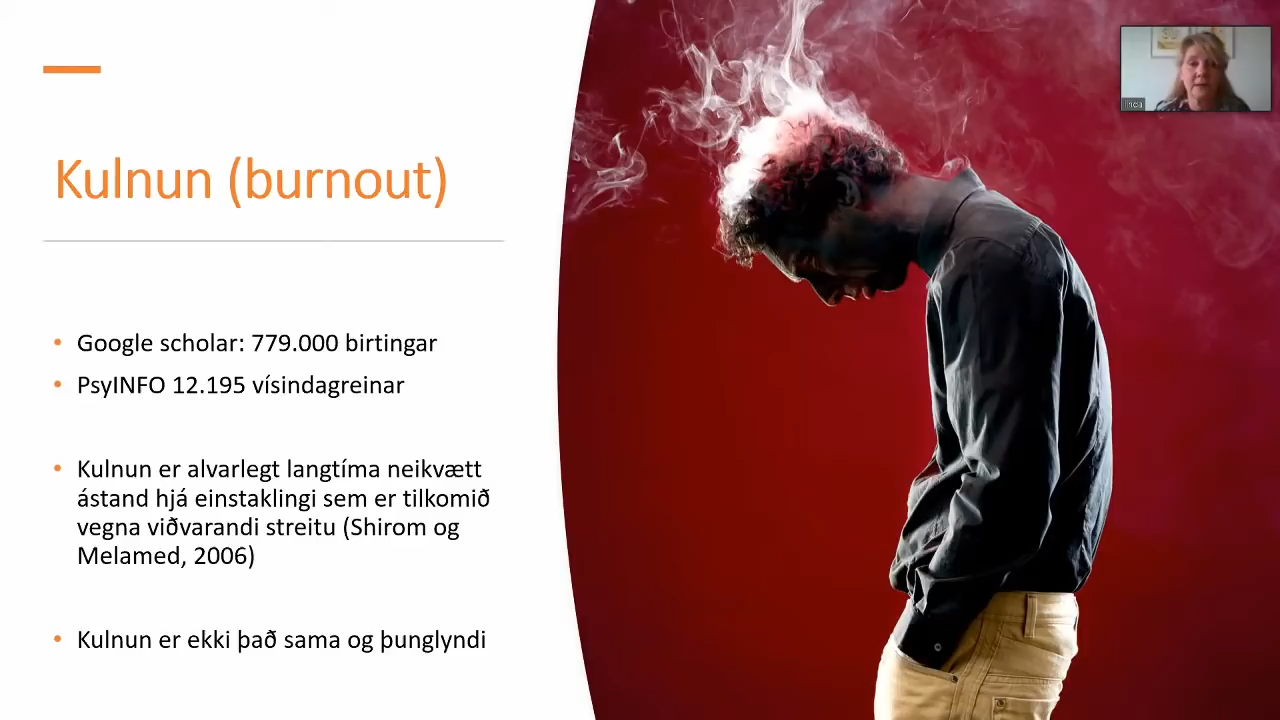 Kulnun (burnout)
• Google scholar: 779.000 birtingar
• PsyINFO 12.195 vísindagreinar
• Kulnun er alvarlegt langtíma neikvætt
ástand hjá einstaklingi sem er tilkomið
vegna viðvarandi streitu (Shirom og
Melamed, 2006)
• Kulnun er ekki það sama og þunglyndi